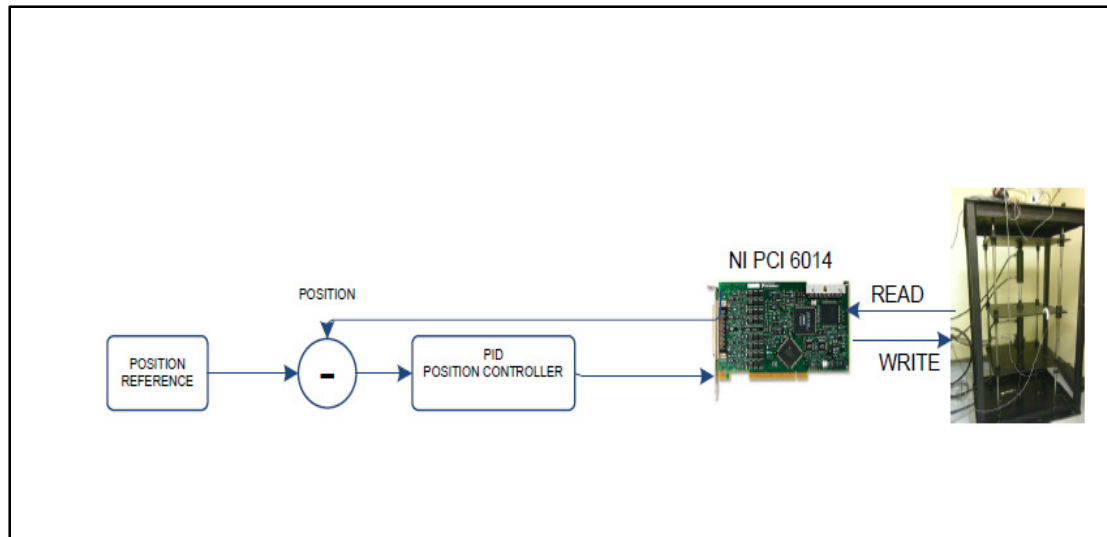 NI PCI 6014
READ
POSITION
WRITE
PID
POSITION CONTROLLER
POSITION
REFERENCE
-